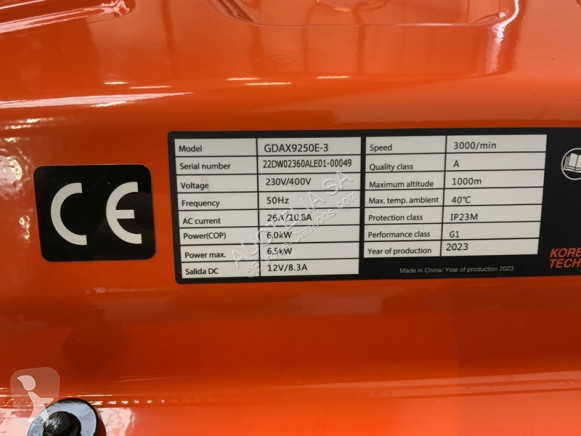 CE
Model GDAX9250E-3
Serial number 22DW02360ALE01-00049
Voltage 230V/400V
Frequency 50Hz
AC current 26A/10.8A
Power(COP) 6.0kW
Power max. 6.5kW
Salida DC 12V/8.3A
Speed 3000/min
Quality class A
Maximum altitude 1000m
Max. temp. ambient 40℃
Protection class IP23M
Performance class G1
Year of production 2023
Made in China/ Year of production 2023
KORE
TECH
AUCTENIA SA